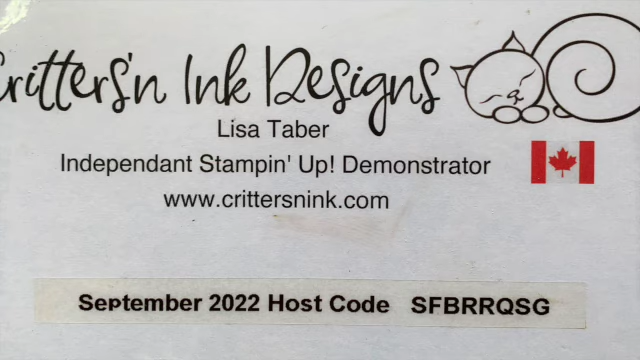 Critters'n Ink Designs
Lisa Taber
Independant Stampin' Up! Demonstrator
www.crittersnink.com
September 2022 Host Code SFBRRQSG